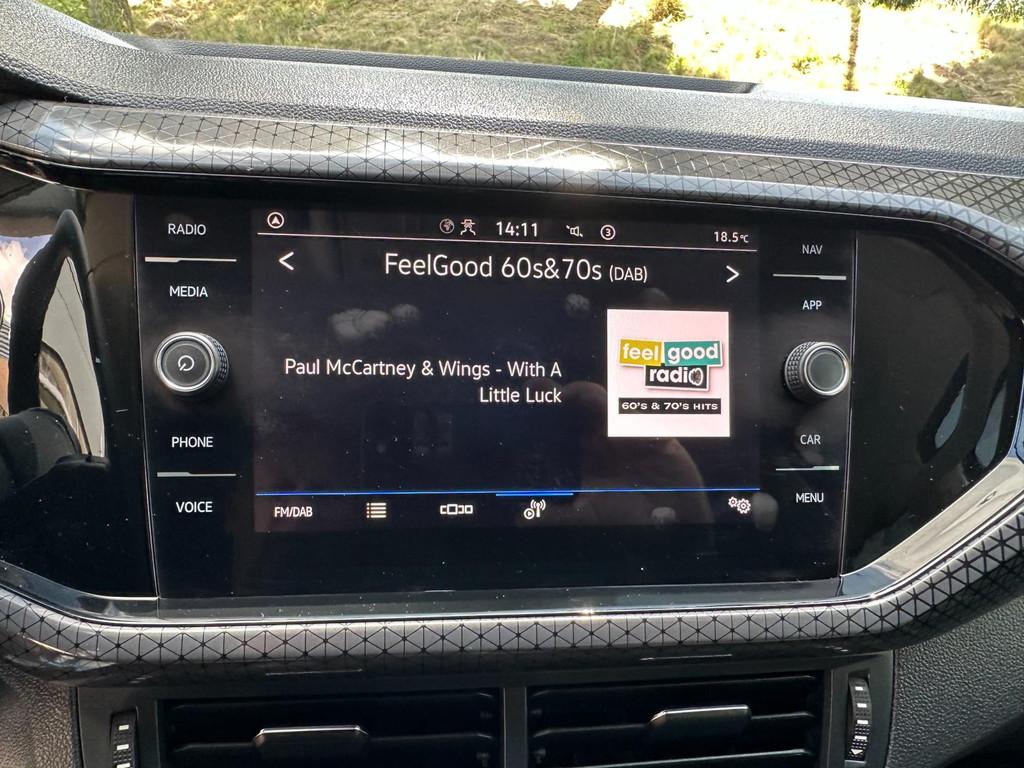 RADIO
MEDIA
PHONE
VOICE
14:11
3
18.5°C
< FeelGood 60s&70s (DAB) >
Paul McCartney & Wings - With A
Little Luck
feel good
radio
60'S & 70'S HITS
FM/DAB
NAV
APP
CAR
MENU